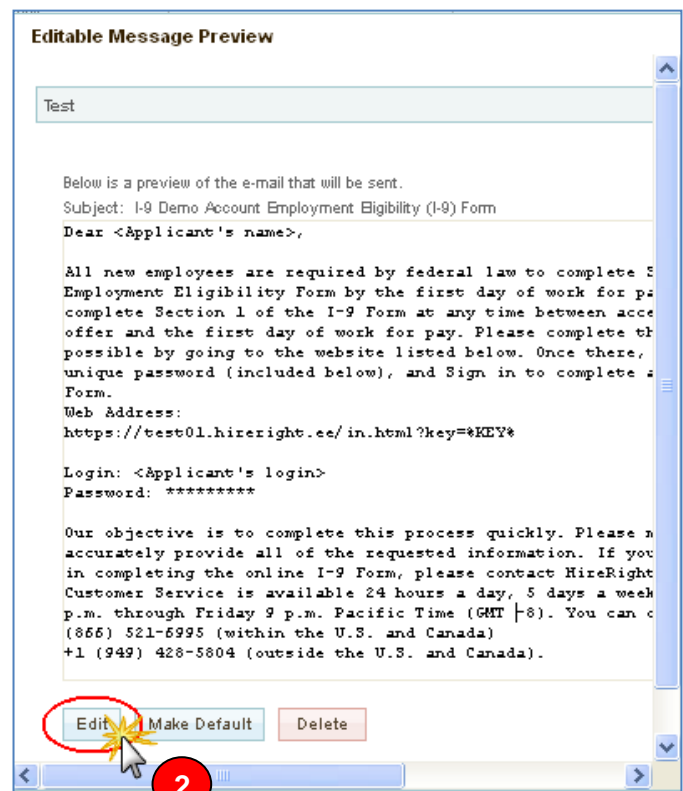 Editable Message Preview
Test
Below is a preview of the e-mail that will be sent.
Subject: I-9 Demo Account Employment Eligibility (I-9) Form
Dear <Applicant's name>,
All new employees are required by federal law to complete S
Employment Eligibility Form by the first day of work for pa
complete Section 1 of the I-9 Form at any time between acce
offer and the first day of work for pay. Please complete th
possible by going to the website listed below. Once there,
unique password (included below), and Sign in to complete a
Form.
Web Address:
https://test01.hireright.ee/in.html?key=%KEY%
Login: <Applicant's login>
Password: *********
Our objective is to complete this process quickly. Please n
accurately provide all of the requested information. If you
in completing the online I-9 Form, please contact HireRight
Customer Service is available 24 hours a day, 5 days a week
p.m. through Friday 9 p.m. Pacific Time (GMT -8). You can c
(866) 521-6995 (within the U.S. and Canada)
+1 (949) 428-5804 (outside the U.S. and Canada).
Edit Make Default Delete
2